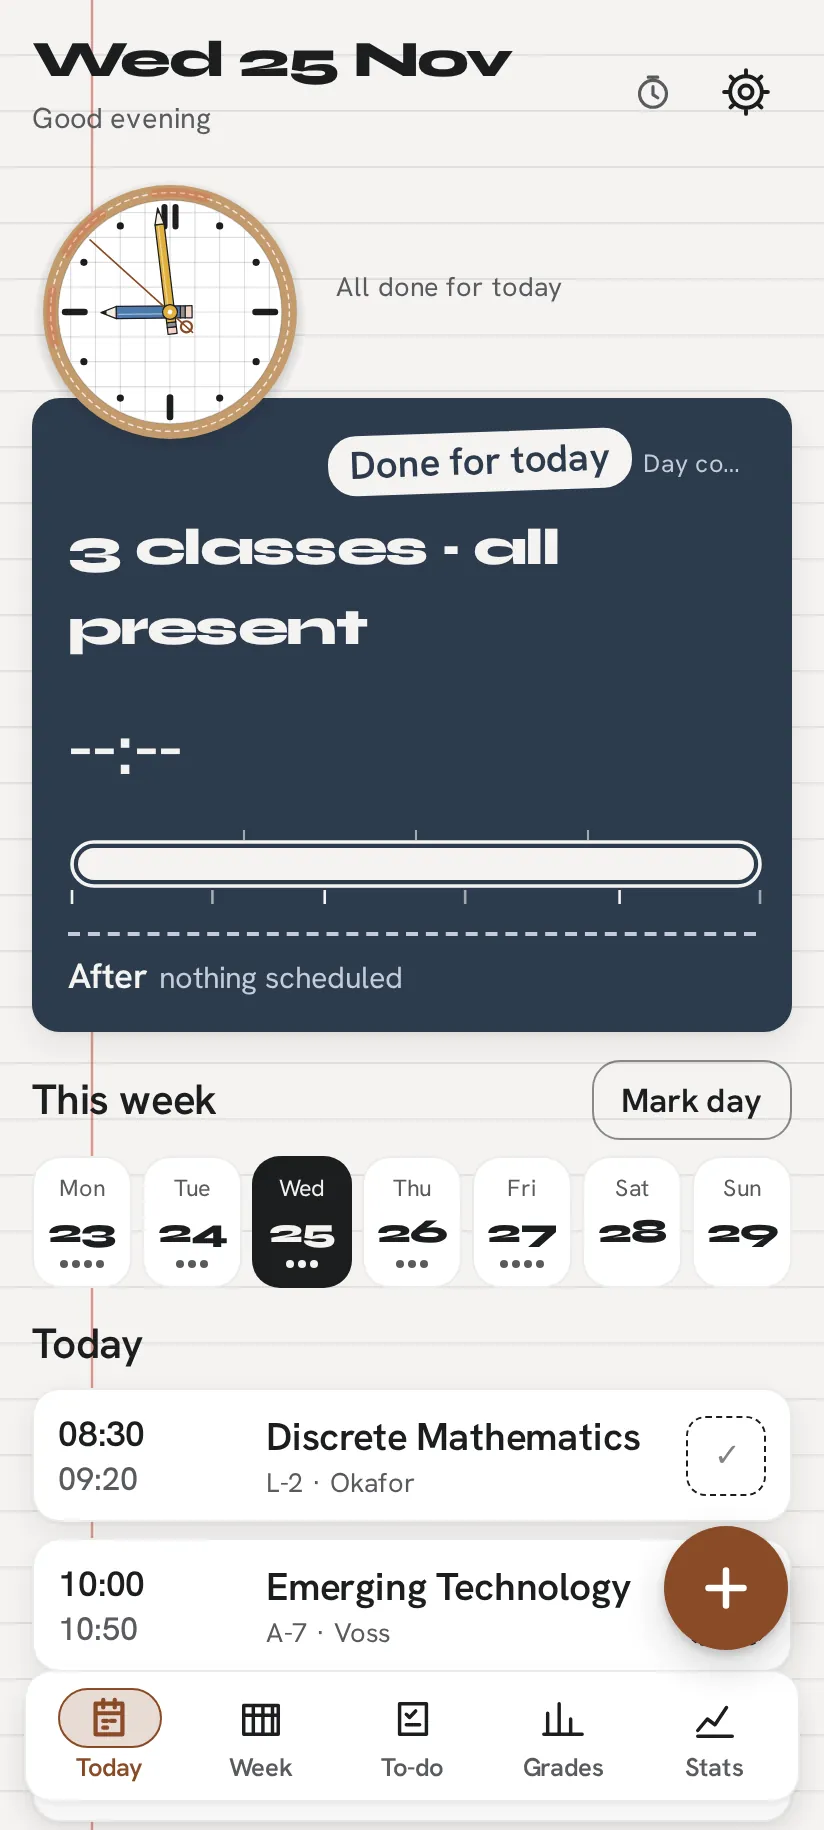 Wed 25 Nov
Good evening
All done for today
Done for today
Day co...
3 classes · all
present
--:--
After nothing scheduled
This week
Mark day
Mon Tue Wed Thu Fri Sat Sun
23 24 25 26 27 28 29
Today
08:30
Discrete Mathematics
09:20
L-2 · Okafor
✓
10:00
Emerging Technology
10:50
A-7 · Voss
+
Today Week To-do Grades Stats